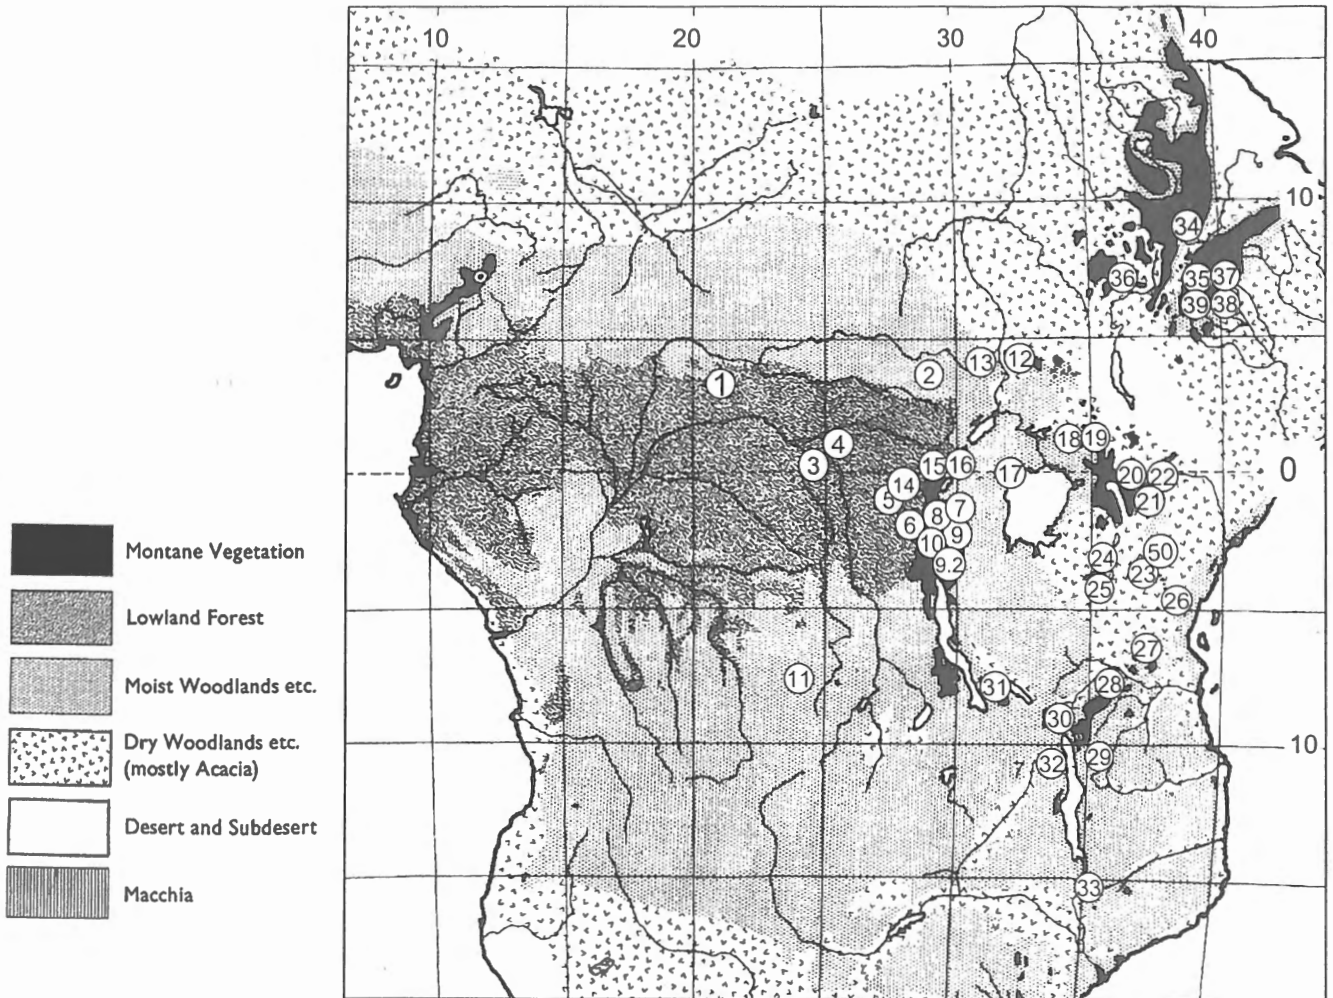 10 20 30 40
10
34
36 35 37
39 38
13 12
2
1
18 19
4
3 15 16 17 20 22 0
14
5 7 21
8
6
9
10 50
24
9.2 23
25
26
27
11 28
31
30
10
29
32
7
33
Montane Vegetation
Lowland Forest
Moist Woodlands etc.
Dry Woodlands etc.
(mostly Acacia)
Desert and Subdesert
Macchia